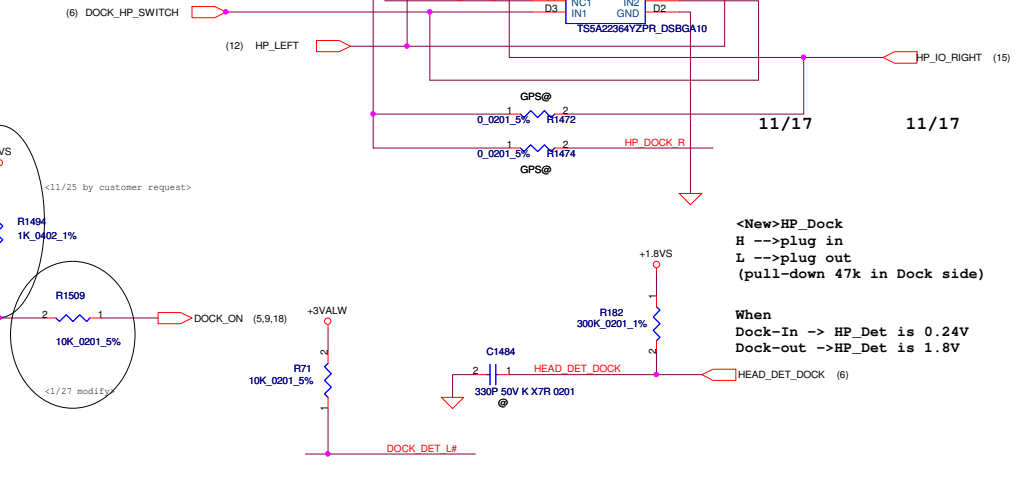 NC1 IN2
(6) DOCK_HP_SWITCH D3 IN1 GND D2
TS5A22364YZPR_DSBGA10
(12) HP_LEFT
HP_IO_RIGHT (15)
GPS@
1 2
0_0201_5% R1472
11/17 11/17
1 2 HP_DOCK_R
0_0201_5% R1474
GPS@
VS
<11/25 by customer request>
R1494
1K_0402_1%
<New>HP_Dock
H -->plug in
L -->plug out
(pull-down 47k in Dock side)
When
Dock-In -> HP_Det is 0.24V
Dock-out ->HP_Det is 1.8V
+1.8VS
1
R182
300K_0201_1%
2
R1509
2 1
DOCK_ON (5,9,18)
10K_0201_5%
<1/27 modify>
+3VALW
2
R71
10K_0201_5%
1
DOCK_DET_L#
C1484
2 1
HEAD_DET_DOCK
330P 50V K X7R 0201
@
HEAD_DET_DOCK (6)